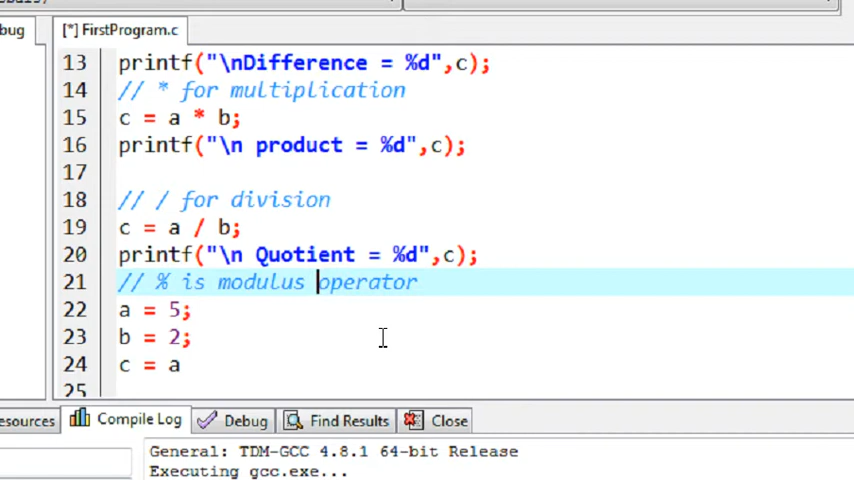 bug
[*] FirstProgram.c
13 printf("\nDifference = %d",c);
14 // * for multiplication
15 c = a * b;
16 printf("\n product = %d",c);
17
18 // / for division
19 c = a / b;
20 printf("\n Quotient = %d",c);
21 // % is modulus operator
22 a = 5;
23 b = 2;
24 c = a
25
esources Compile Log Debug Find Results Close
General: TDM-GCC 4.8.1 64-bit Release
Executing gcc.exe...